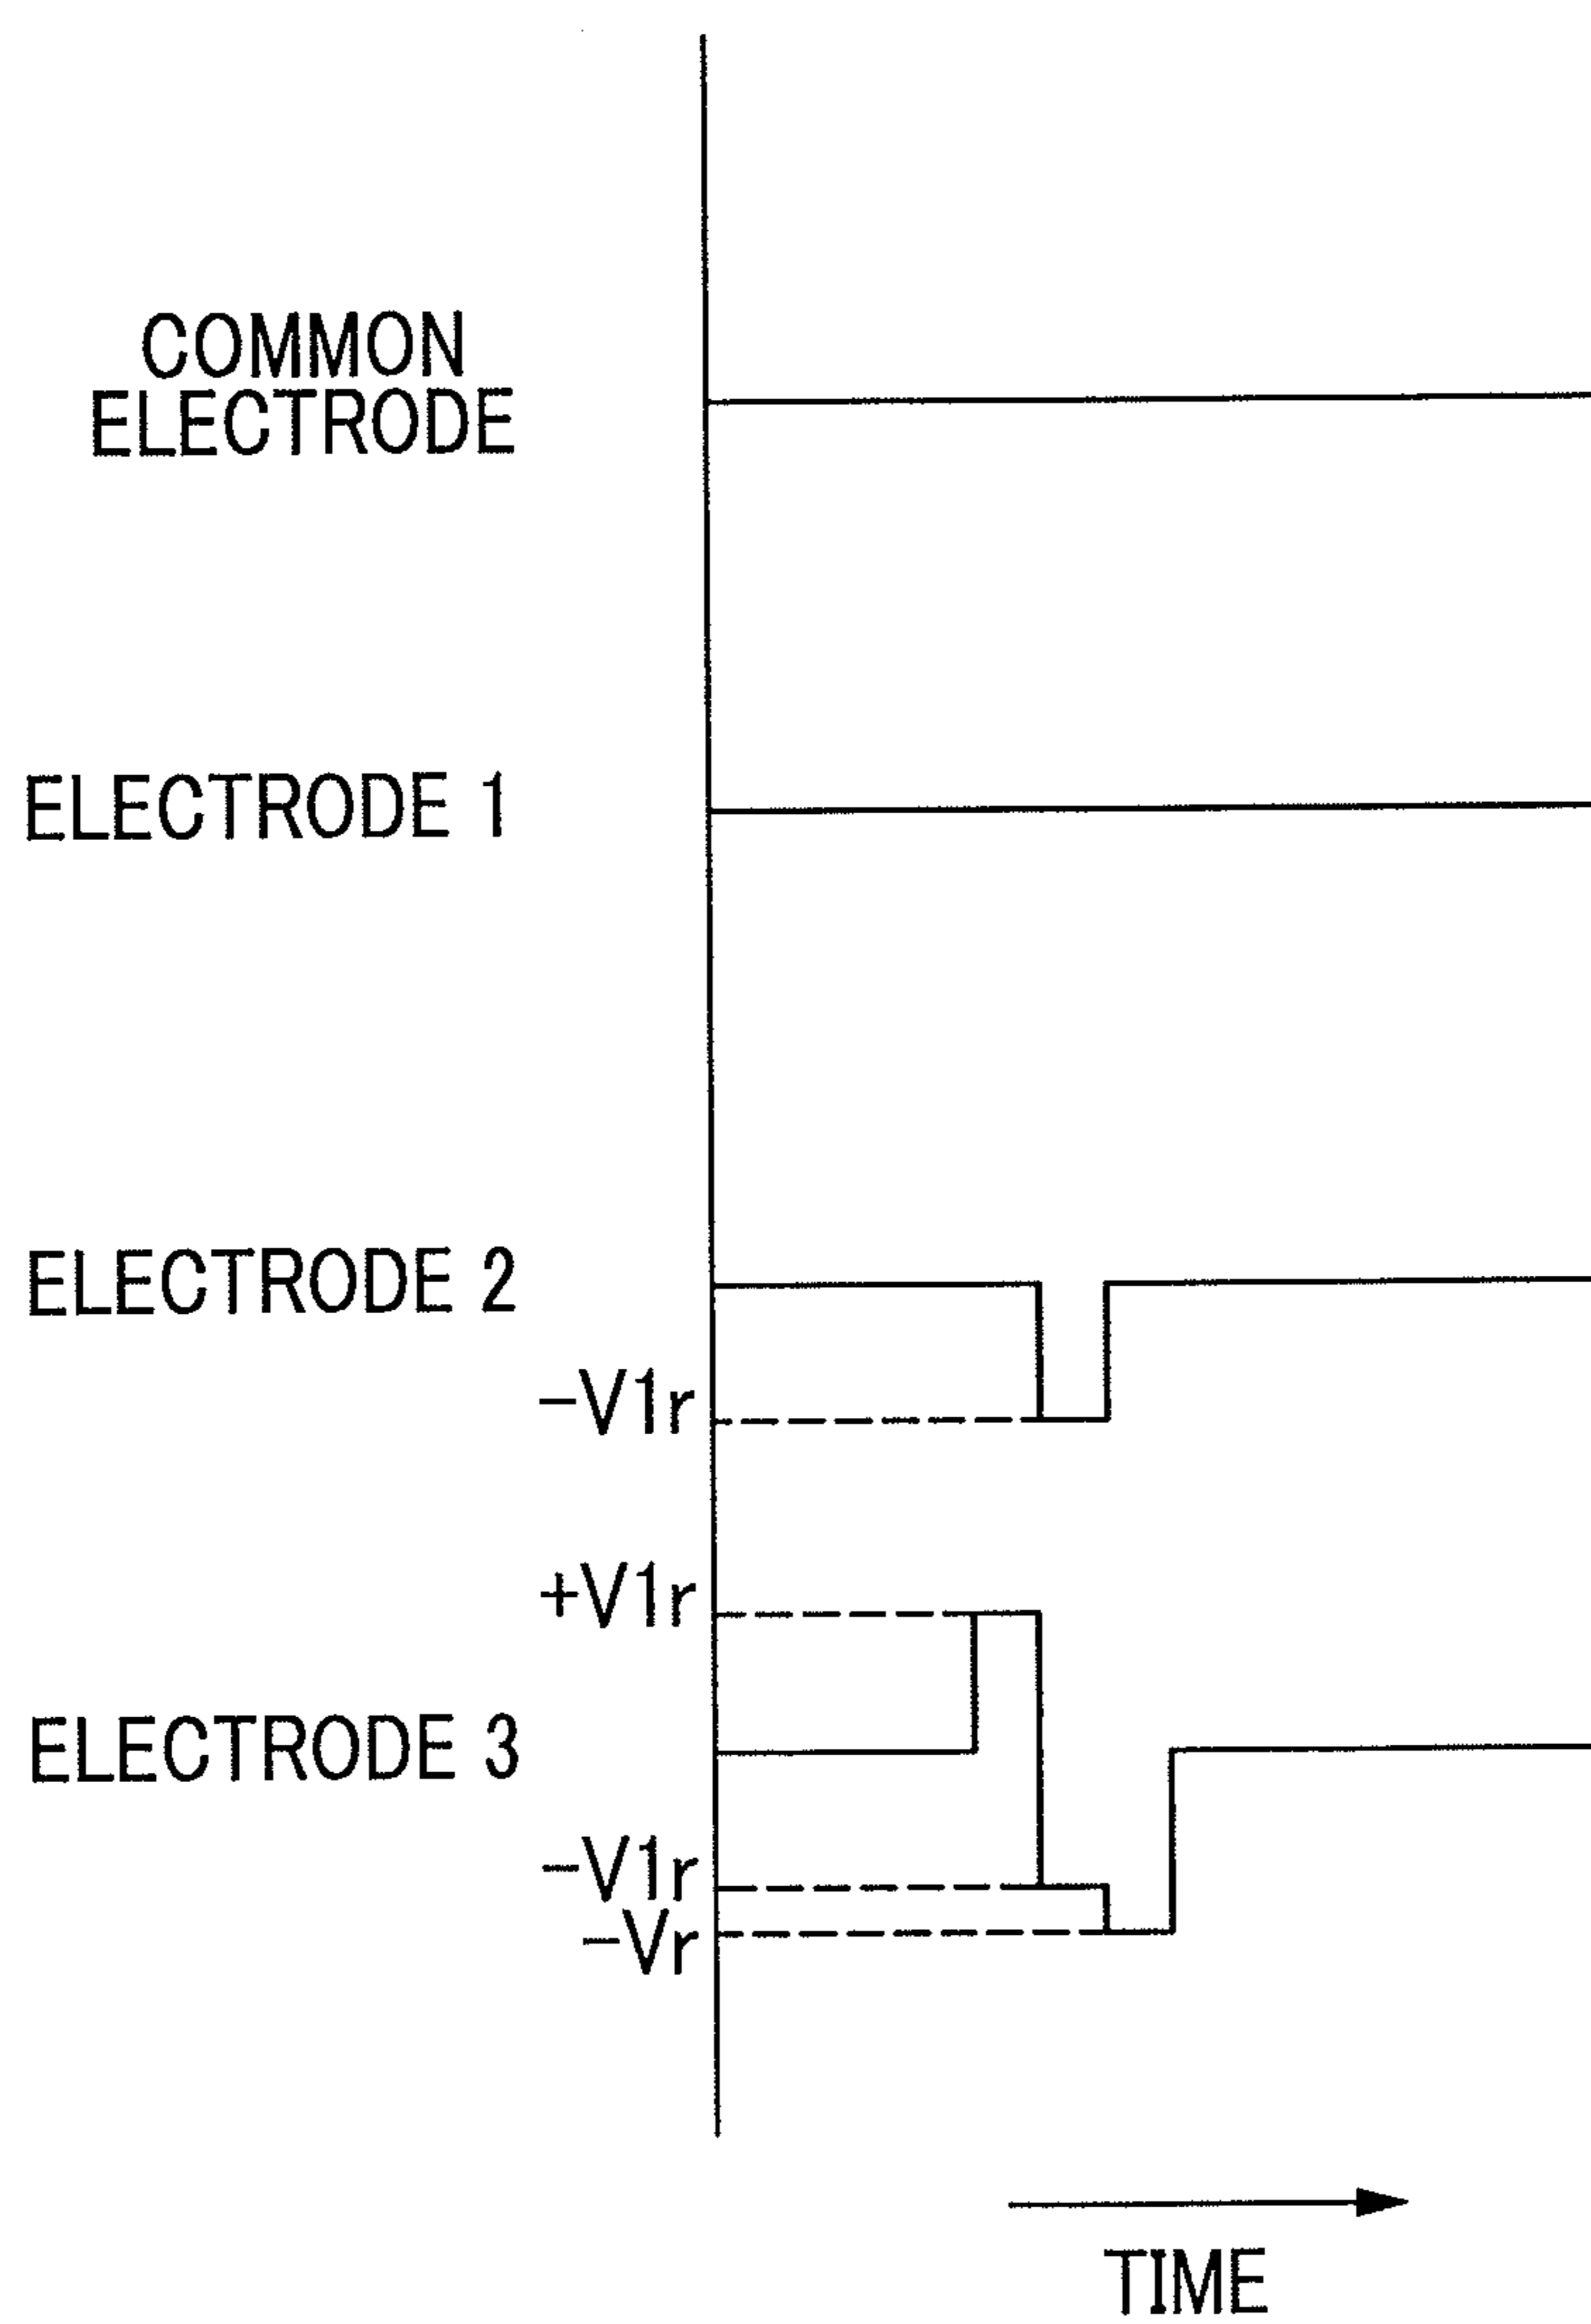 COMMON
ELECTRODE
ELECTRODE 1
ELECTRODE 2
-V1r
+V1r
ELECTRODE 3
-V1r
-Vr
TIME